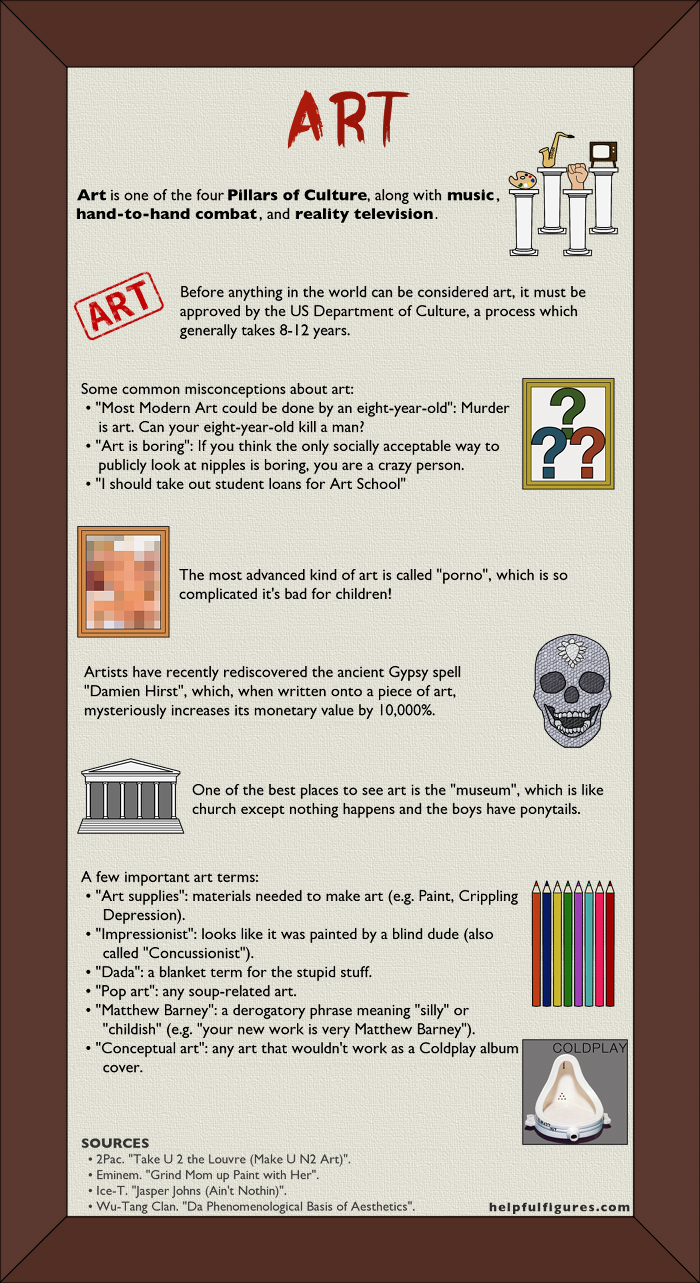 ART
Art is one of the four Pillars of Culture, along with music,
hand-to-hand combat, and reality television.
ART
Before anything in the world can be considered art, it must be
approved by the US Department of Culture, a process which
generally takes 8-12 years.
Some common misconceptions about art:
• "Most Modern Art could be done by an eight-year-old": Murder
is art. Can your eight-year-old kill a man?
• "Art is boring": If you think the only socially acceptable way to
publicly look at nipples is boring, you are a crazy person.
• "I should take out student loans for Art School"
?
? ?
The most advanced kind of art is called "porno", which is so
complicated it's bad for children!
Artists have recently rediscovered the ancient Gypsy spell
"Damien Hirst", which, when written onto a piece of art,
mysteriously increases its monetary value by 10,000%.
One of the best places to see art is the "museum", which is like
church except nothing happens and the boys have ponytails.
A few important art terms:
• "Art supplies": materials needed to make art (e.g. Paint, Crippling
Depression).
• "Impressionist": looks like it was painted by a blind dude (also
called "Concussionist").
• "Dada": a blanket term for the stupid stuff.
• "Pop art": any soup-related art.
• "Matthew Barney": a derogatory phrase meaning "silly" or
"childish" (e.g. "your new work is very Matthew Barney").
• "Conceptual art": any art that wouldn't work as a Coldplay album
cover.
COLDPLAY
SOURCES
• 2Pac. "Take U 2 the Louvre (Make U N2 Art)".
• Eminem. "Grind Mom up Paint with Her".
• Ice-T. "Jasper Johns (Ain't Nothin)".
• Wu-Tang Clan. "Da Phenomenological Basis of Aesthetics".
helpfulfigures.com